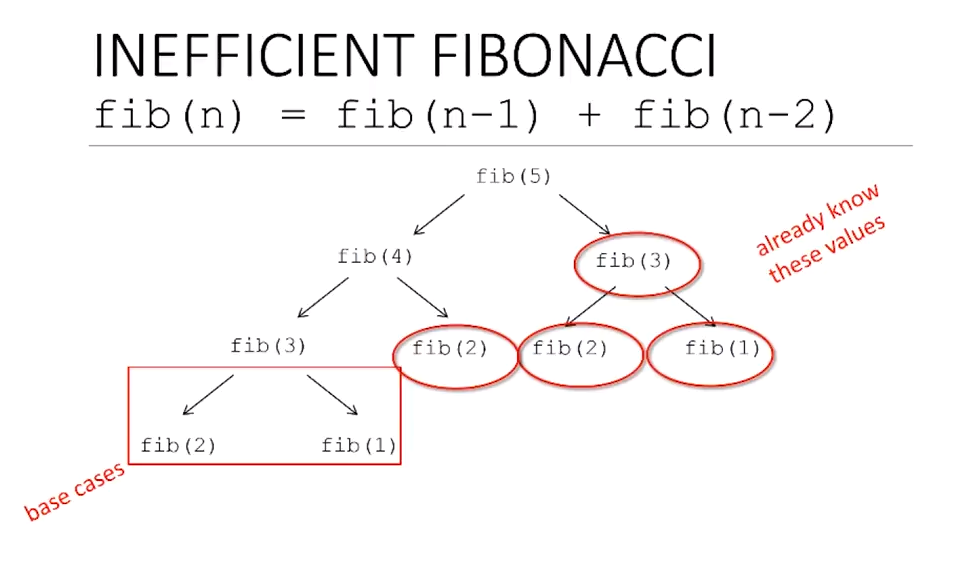 INEFFICIENT FIBONACCI
fib(n) = fib(n-1) + fib(n-2)
fib(5)
already know
these values
fib(4)
fib(3)
fib(3)
fib(2)
fib(2)
fib(1)
fib(2)
fib(1)
base cases